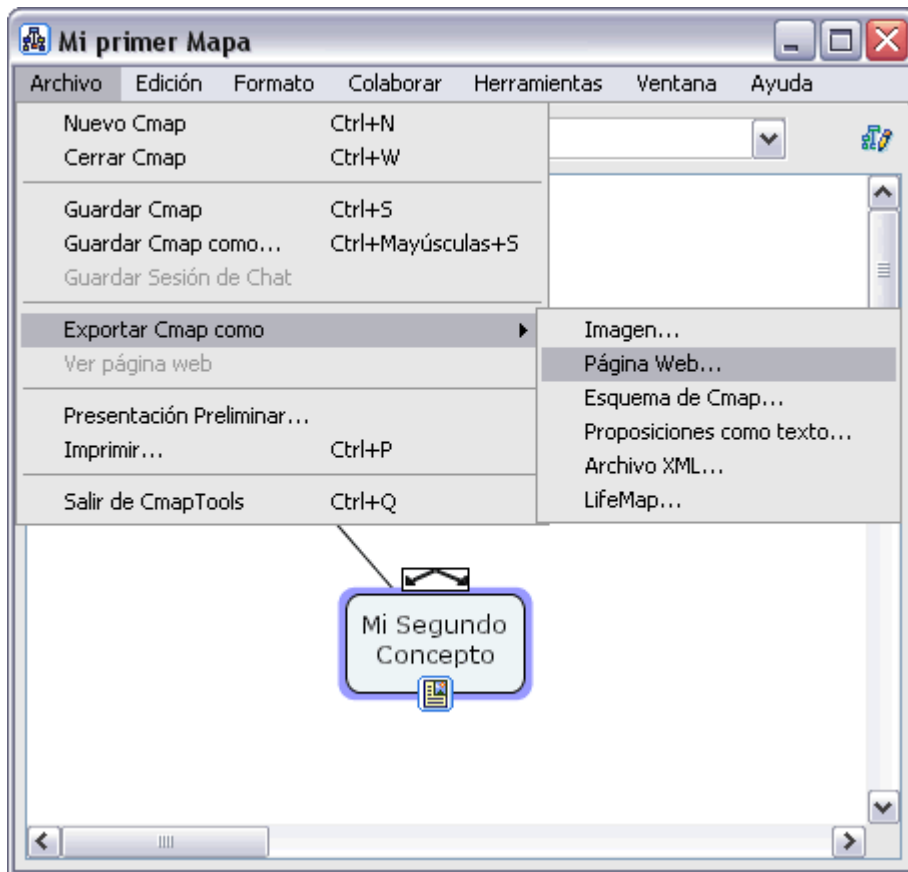 Mi primer Mapa
Archivo Edición Formato Colaborar Herramientas Ventana Ayuda
Nuevo Cmap Ctrl+N
Cerrar Cmap Ctrl+W
Guardar Cmap Ctrl+S
Guardar Cmap como... Ctrl+Mayúsculas+S
Guardar Sesión de Chat
Exportar Cmap como
Ver página web
Presentación Preliminar...
Imprimir... Ctrl+P
Salir de CmapTools Ctrl+Q
Imagen...
Página Web...
Esquema de Cmap...
Proposiciones como texto...
Archivo XML...
LifeMap...
Mi Segundo
Concepto